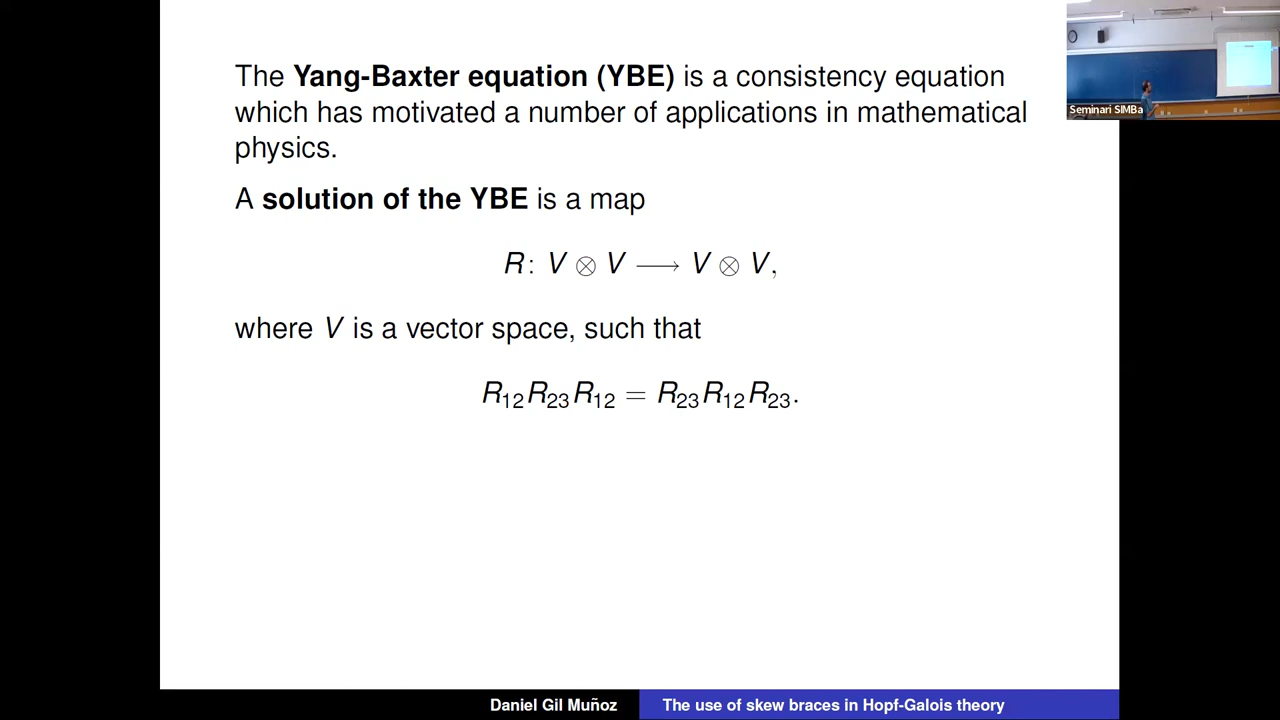 The Yang-Baxter equation (YBE) is a consistency equation
which has motivated a number of applications in mathematical
physics.
A solution of the YBE is a map
R: V ⊗ V ⟶ V ⊗ V,
where V is a vector space, such that
R₁₂R₂₃R₁₂ = R₂₃R₁₂R₂₃.
Seminari SIMBa
Daniel Gil Muñoz
The use of skew braces in Hopf-Galois theory